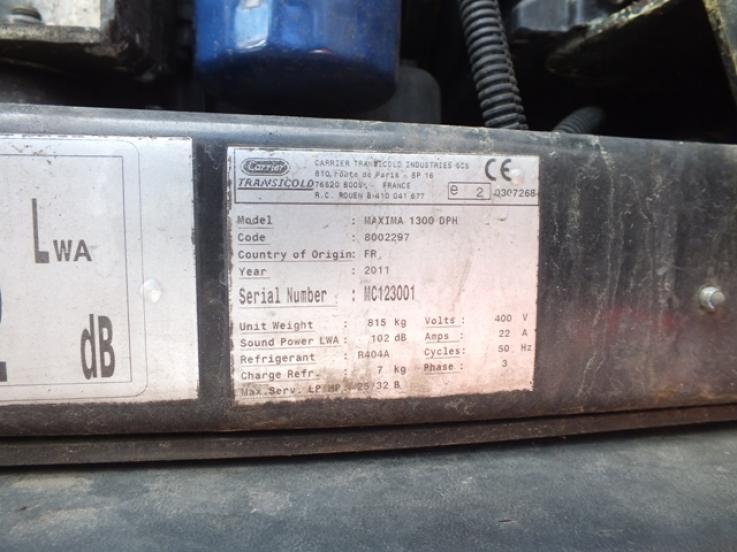 LWA
dB
Carrier
TRANSICOLD
CARRIER TRANSICOLD INDUSTRIES SCS
810, route de Paris - BP 16
76520 BOOS - FRANCE
R.C. ROUEN B 410 041 677
CE
e 2 0307268
Model : MAXIMA 1300 DPH
Code : 8002297
Country of Origin: FR
Year : 2011
Serial Number : MC123001
Unit Weight : 815 kg Volts : 400 V
Sound Power LWA : 102 dB Amps : 22 A
Refrigerant : R404A Cycles: 50 Hz
Charge Refr. : 7 kg Phase : 3
Max. Serv. LP/HP : 25/32 B